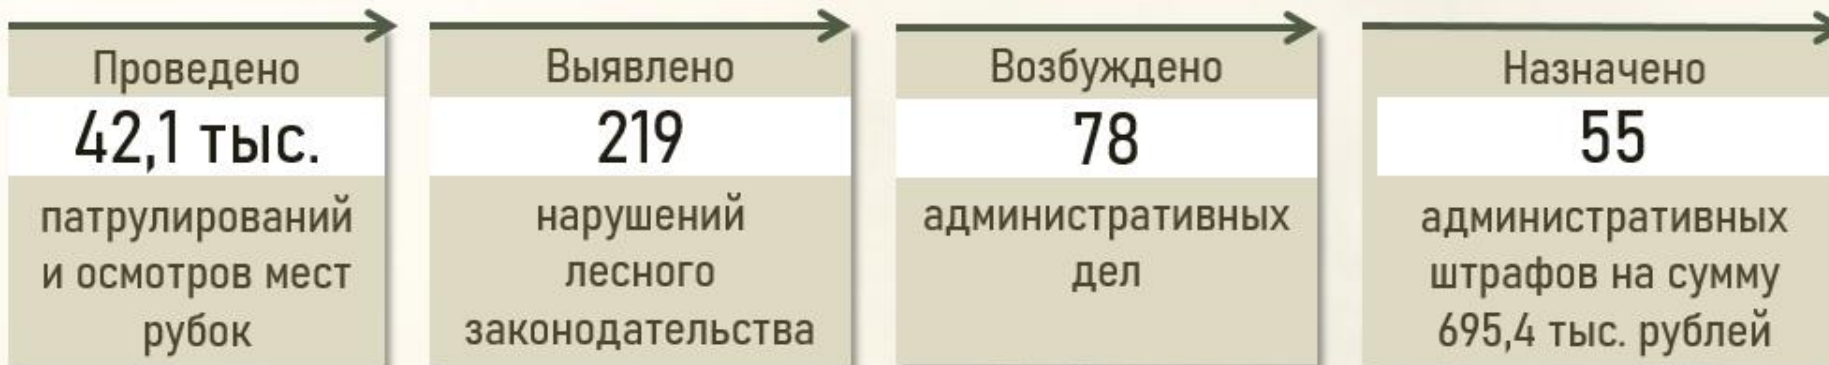 Проведено
42,1 тыс.
патрулирований
и осмотров мест
рубок
Выявлено
219
нарушений
лесного
законодательства
Возбуждено
78
административных
дел
Назначено
55
административных
штрафов на сумму
695,4 тыс. рублей